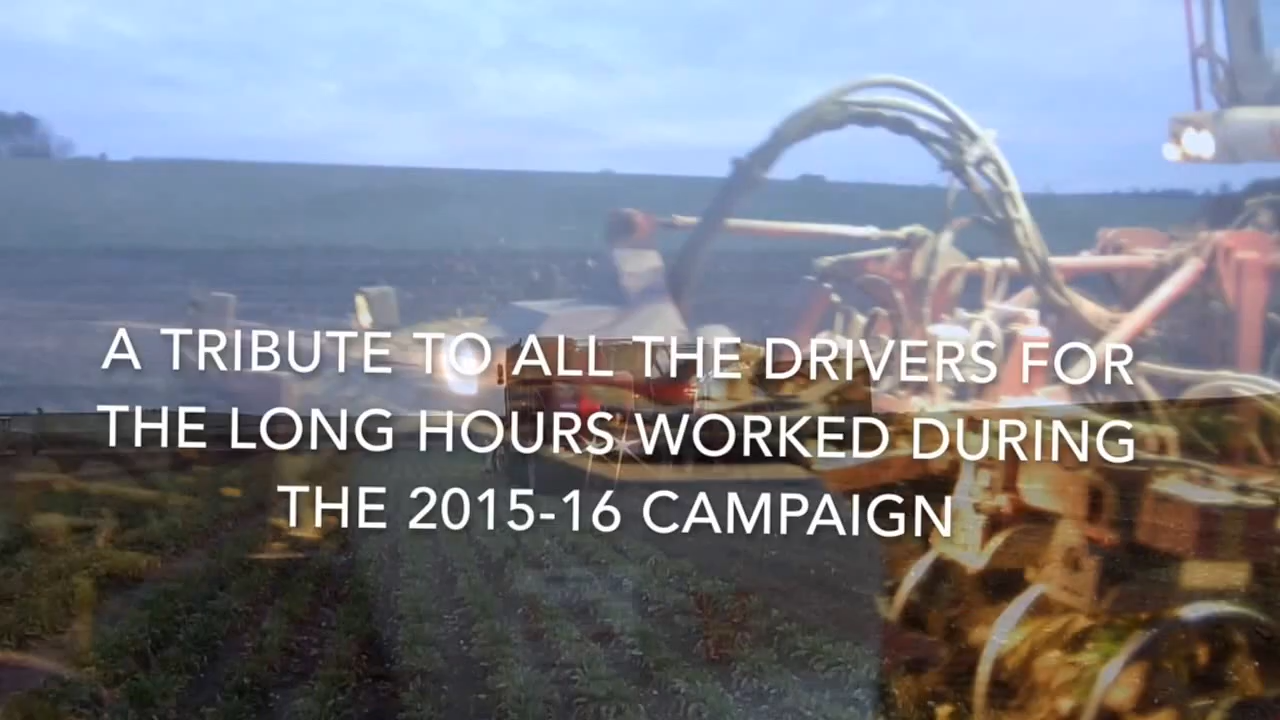 A TRIBUTE TO ALL THE DRIVERS FOR
THE LONG HOURS WORKED DURING
THE 2015-16 CAMPAIGN